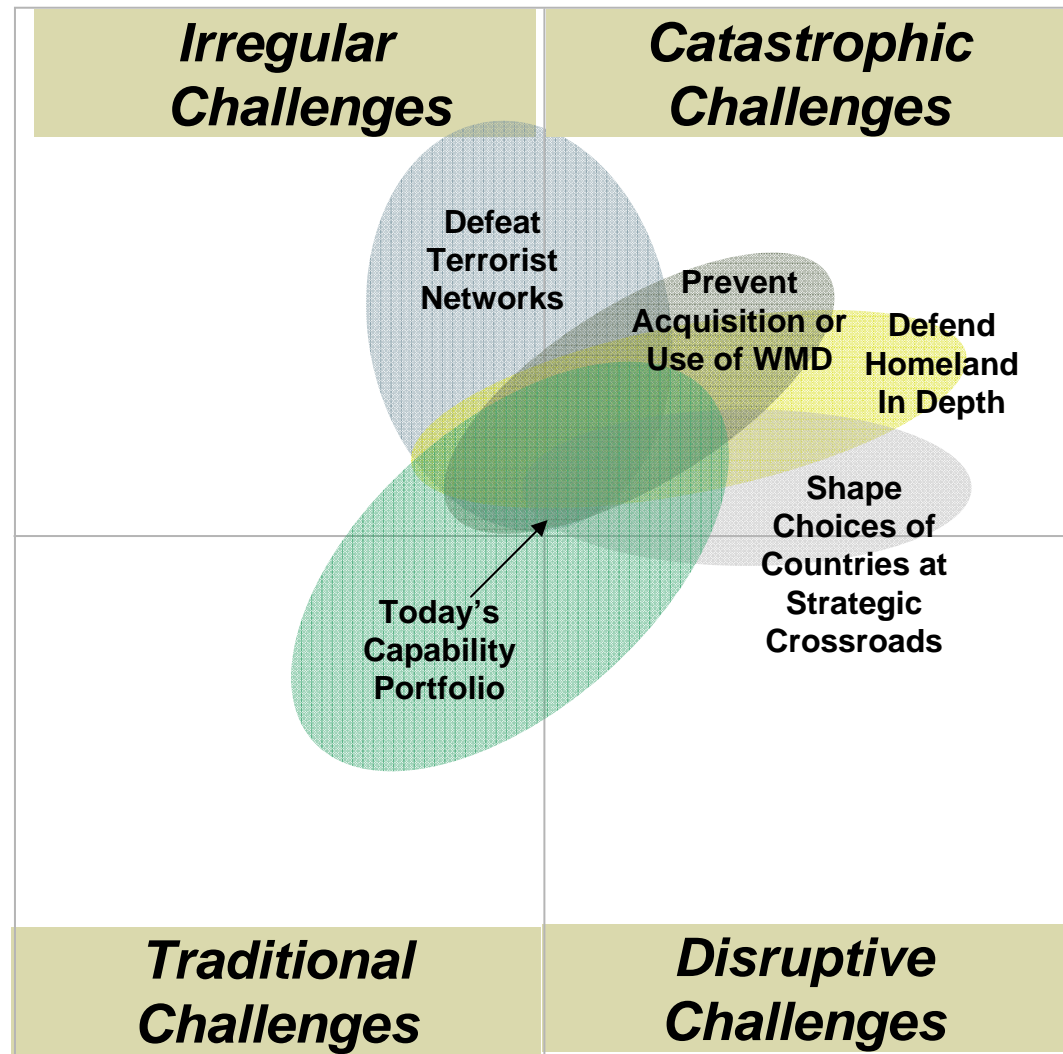 Irregular
Challenges
Catastrophic
Challenges
Defeat
Terrorist
Networks
Prevent
Acquisition or
Use of WMD
Defend
Homeland
In Depth
Shape
Choices of
Countries at
Strategic
Crossroads
Today’s
Capability
Portfolio
Traditional
Challenges
Disruptive
Challenges